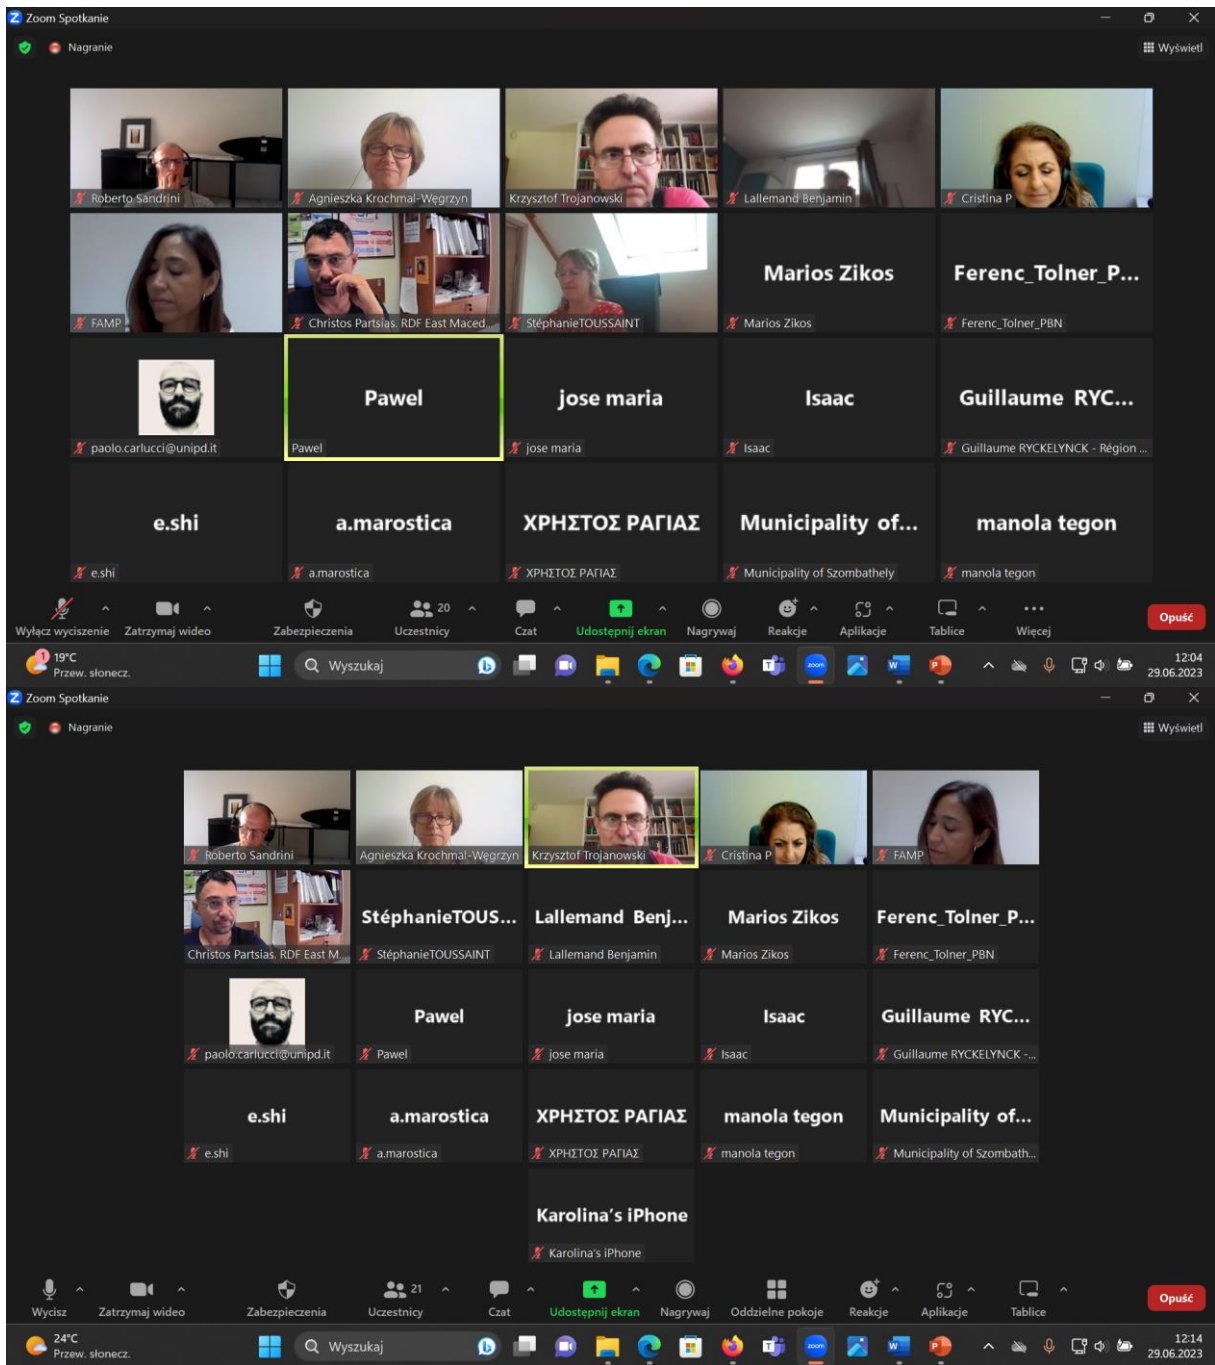 Zoom Spotkanie
Nagranie
Wyświetl
Roberto Sandrini
Agnieszka Krochmal-Węgrzyn
Krzysztof Trojanowski
Lallemand Benjamin
Cristina P
FAMP
Christos Partsias. RDF East Maced...
StéphanieTOUSSAINT
Marios Zikos
Marios Zikos
Ferenc_Tolner_P...
Ferenc_Tolner_PBN
paolo.carlucci@unipd.it
Pawel
Pawel
jose maria
jose maria
Isaac
Isaac
Guillaume RYC...
Guillaume RYCKELYNCK - Région ...
e.shi
e.shi
a.marostica
a.marostica
ΧΡΗΣΤΟΣ ΡΑΓΙΑΣ
ΧΡΗΣΤΟΣ ΡΑΓΙΑΣ
Municipality of...
Municipality of Szombathely
manola tegon
manola tegon
Wyłącz wyciszenie
Zatrzymaj wideo
Zabezpieczenia
20
Uczestnicy
Czat
Udostępnij ekran
Nagrywaj
Reakcje
Aplikacje
Tablice
Więcej
Opuść
1
19°C
Przew. słonecz.
Wyszukaj
12:04
29.06.2023
Zoom Spotkanie
Nagranie
Wyświetl
Roberto Sandrini
Agnieszka Krochmal-Węgrzyn
Krzysztof Trojanowski
Cristina P
FAMP
Christos Partsias. RDF East M...
StéphanieTOUS...
StéphanieTOUSSAINT
Lallemand Benj...
Lallemand Benjamin
Marios Zikos
Marios Zikos
Ferenc_Tolner_P...
Ferenc_Tolner_PBN
paolo.carlucci@unipd.it
Pawel
Pawel
jose maria
jose maria
Isaac
Isaac
Guillaume RYC...
Guillaume RYCKELYNCK -...
e.shi
e.shi
a.marostica
a.marostica
ΧΡΗΣΤΟΣ ΡΑΓΙΑΣ
ΧΡΗΣΤΟΣ ΡΑΓΙΑΣ
manola tegon
manola tegon
Municipality of...
Municipality of Szombath...
Karolina's iPhone
Karolina's iPhone
Wycisz
Zatrzymaj wideo
Zabezpieczenia
21
Uczestnicy
Czat
Udostępnij ekran
Nagrywaj
Oddzielne pokoje
Reakcje
Aplikacje
Tablice
Opuść
24°C
Przew. słonecz.
Wyszukaj
12:14
29.06.2023